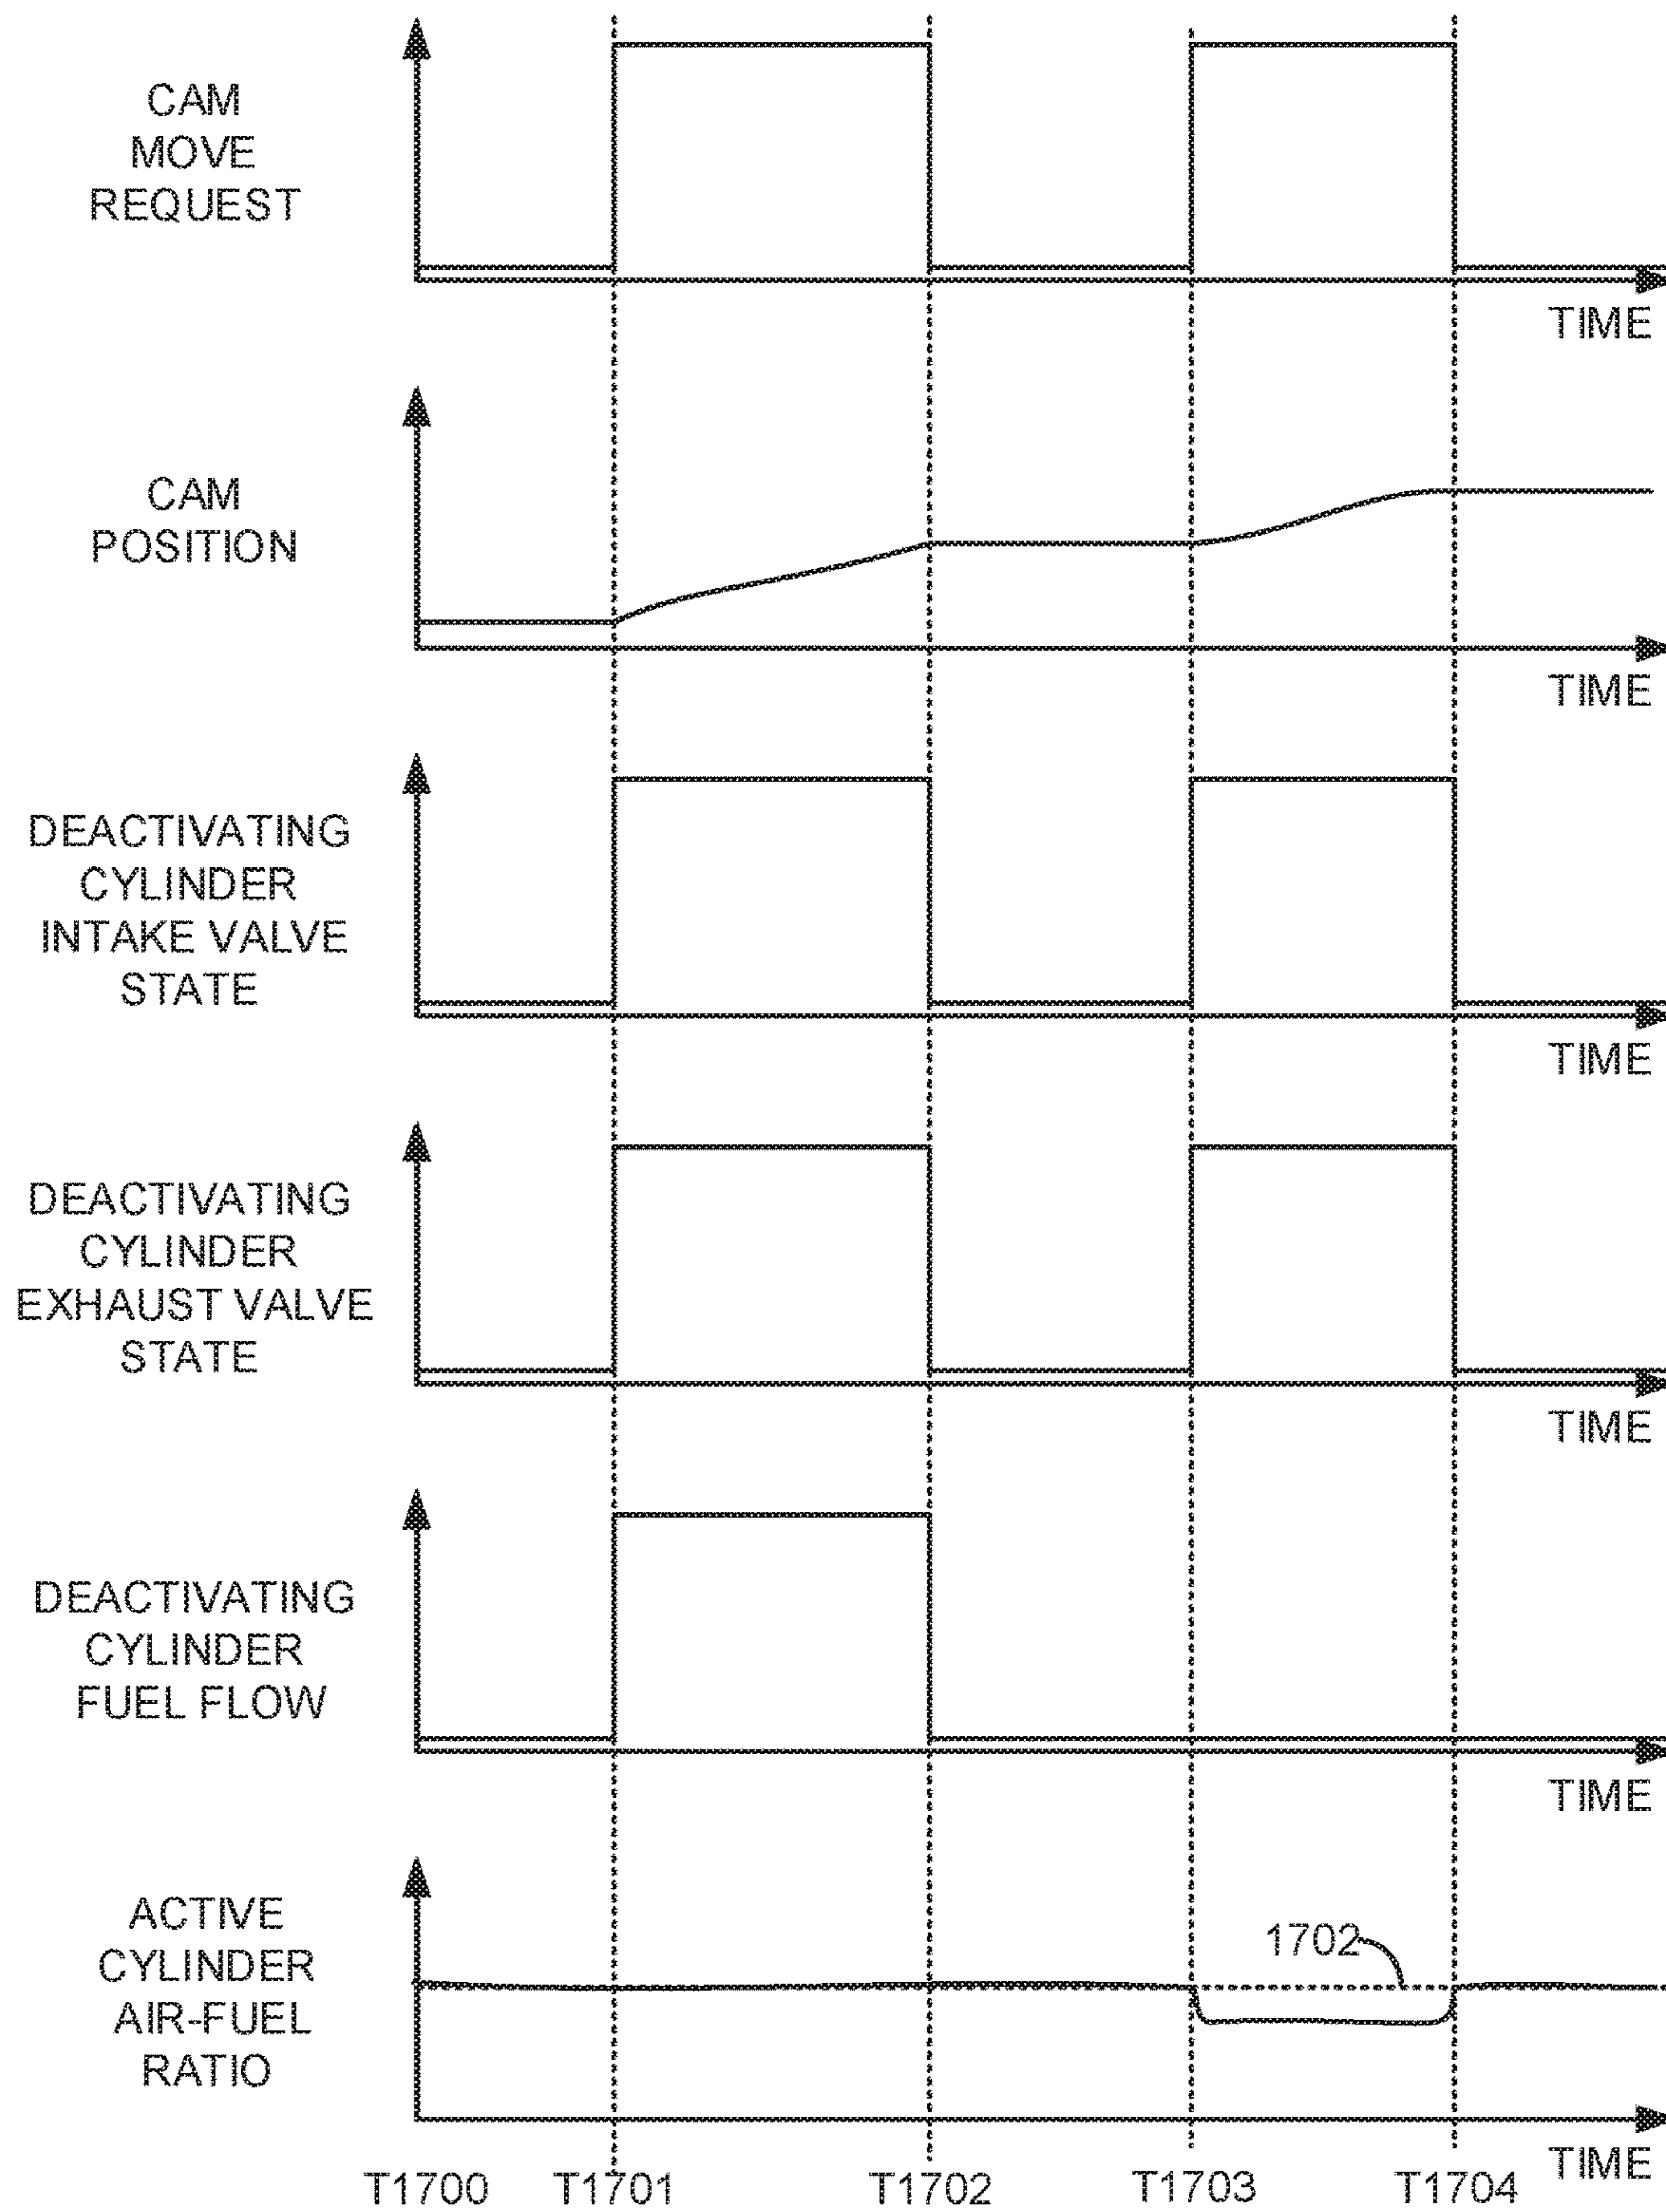 CAM
MOVE
REQUEST
TIME
CAM
POSITION
TIME
DEACTIVATING
CYLINDER
INTAKE VALVE
STATE
TIME
DEACTIVATING
CYLINDER
EXHAUST VALVE
STATE
TIME
DEACTIVATING
CYLINDER
FUEL FLOW
TIME
ACTIVE
CYLINDER
AIR-FUEL
RATIO
1702
TIME
T1700 T1701 T1702 T1703 T1704